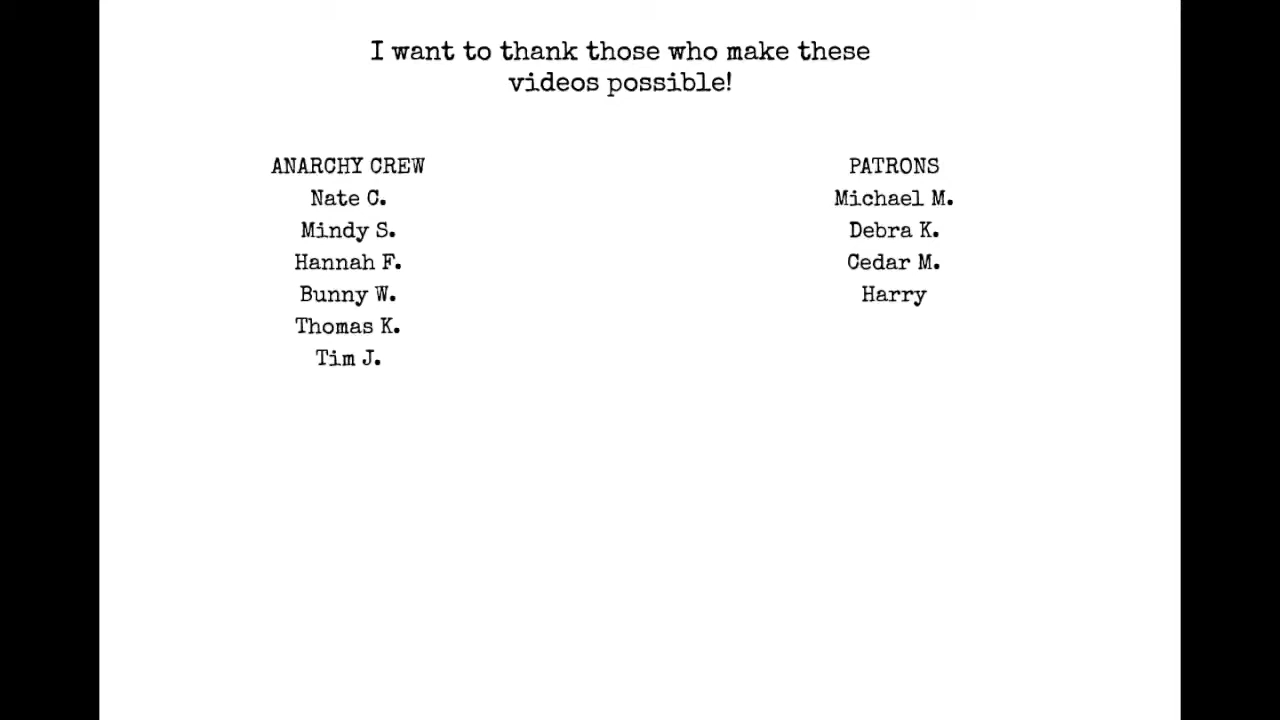 I want to thank those who make these
videos possible!
ANARCHY CREW
Nate C.
Mindy S.
Hannah F.
Bunny W.
Thomas K.
Tim J.
PATRONS
Michael M.
Debra K.
Cedar M.
Harry